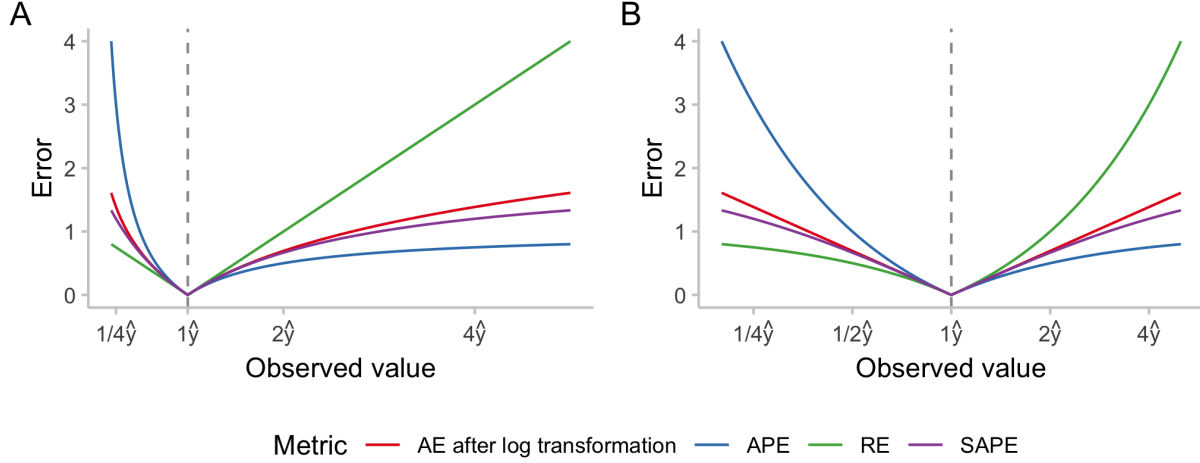 A
Error
4
3
2
1
0
1/4ŷ
1ŷ
2ŷ
4ŷ
Observed value
B
Error
4
3
2
1
0
1/4ŷ
1/2ŷ
1ŷ
2ŷ
4ŷ
Observed value
Metric AE after log transformation APE RE SAPE